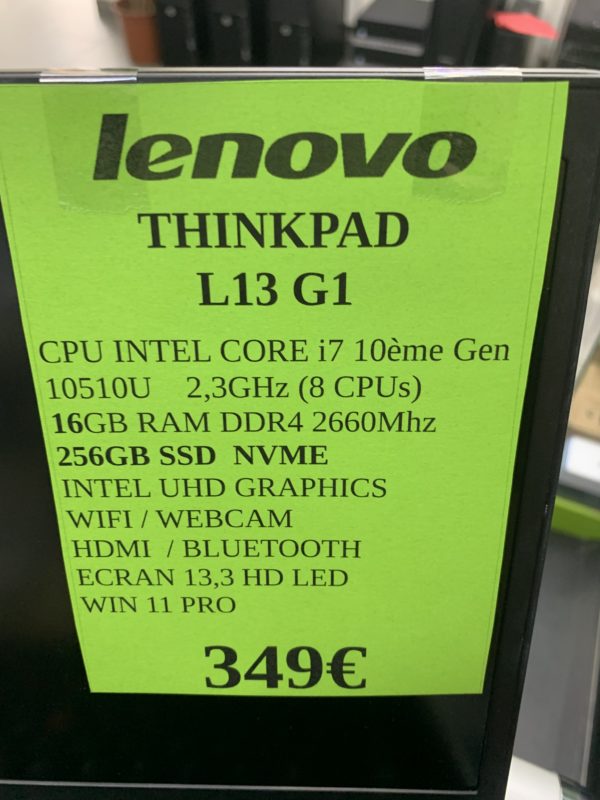 lenovo
THINKPAD
L13 G1
CPU INTEL CORE i7 10ème Gen
10510U 2,3GHz (8 CPUs)
16GB RAM DDR4 2660Mhz
256GB SSD NVME
INTEL UHD GRAPHICS
WIFI / WEBCAM
HDMI / BLUETOOTH
ECRAN 13,3 HD LED
WIN 11 PRO
349€